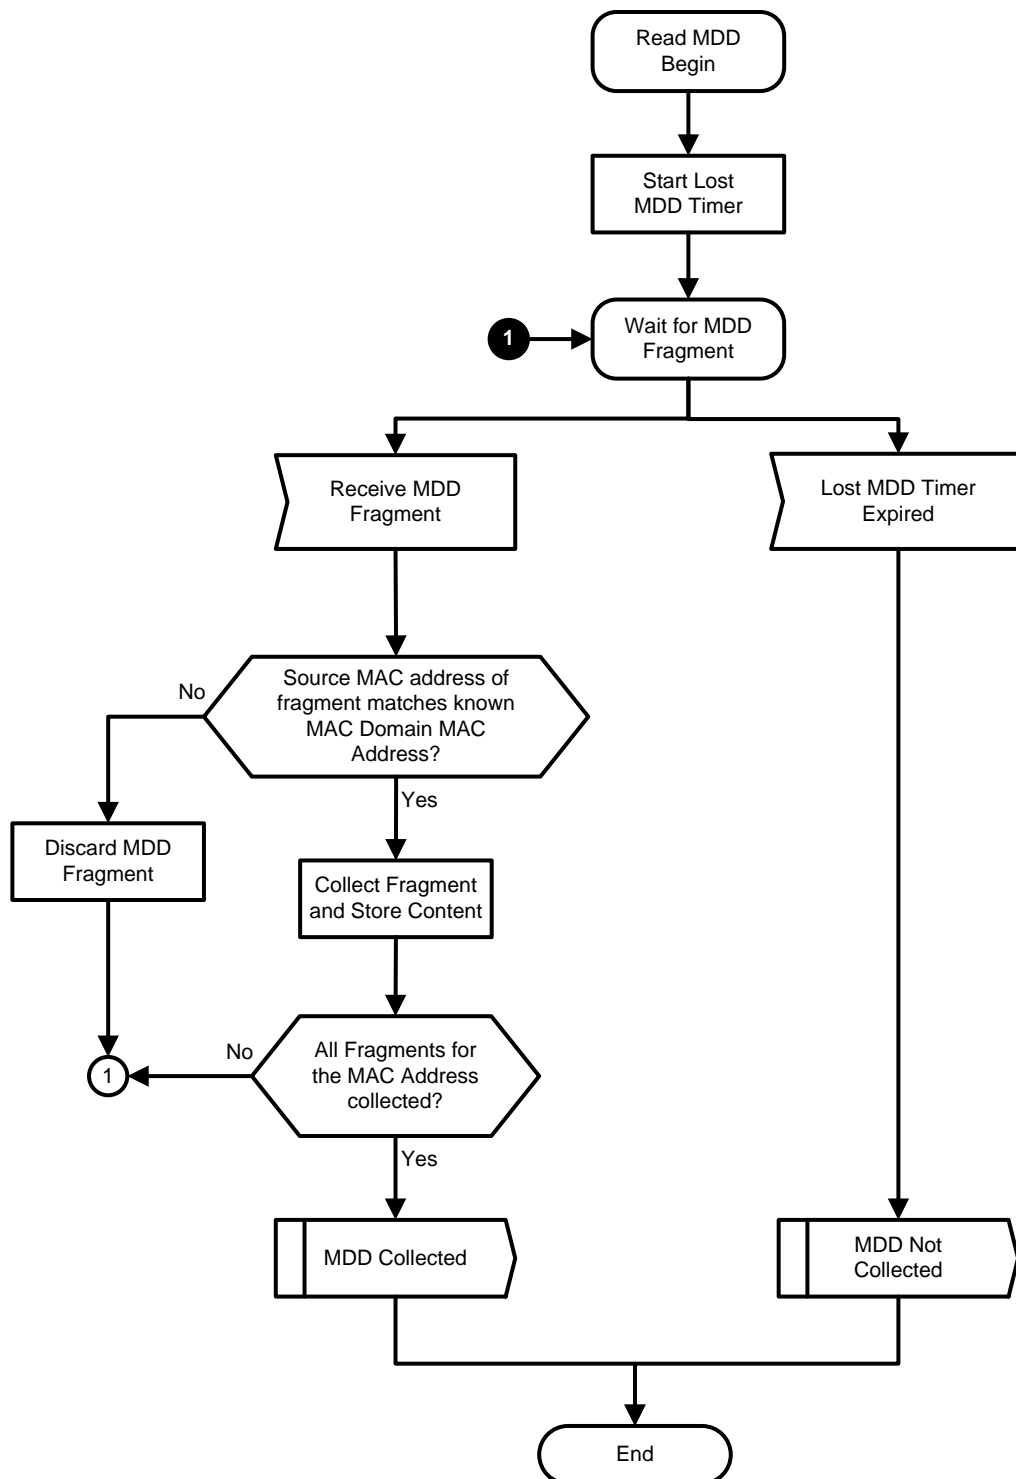 Read MDD
Begin
Start Lost
MDD Timer
1
Wait for MDD
Fragment
Receive MDD
Fragment
Lost MDD Timer
Expired
Source MAC address of
fragment matches known
MAC Domain MAC
Address?
No
Yes
Discard MDD
Fragment
Collect Fragment
and Store Content
All Fragments for
the MAC Address
collected?
No
1
Yes
MDD Collected
MDD Not
Collected
End